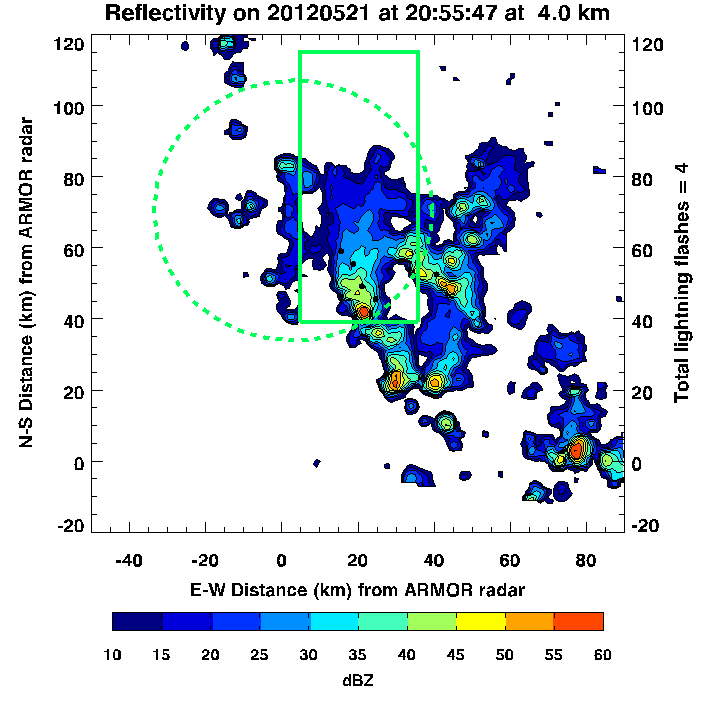 Reflectivity on 20120521 at 20:55:47 at 4.0 km
120 120
100 100
80 80
60 60
40 40
20 20
0 0
-20 -20
N-S Distance (km) from ARMOR radar
Total lightning flashes = 4
-40 -20 0 20 40 60 80
E-W Distance (km) from ARMOR radar
10 15 20 25 30 35 40 45 50 55 60
dBZ